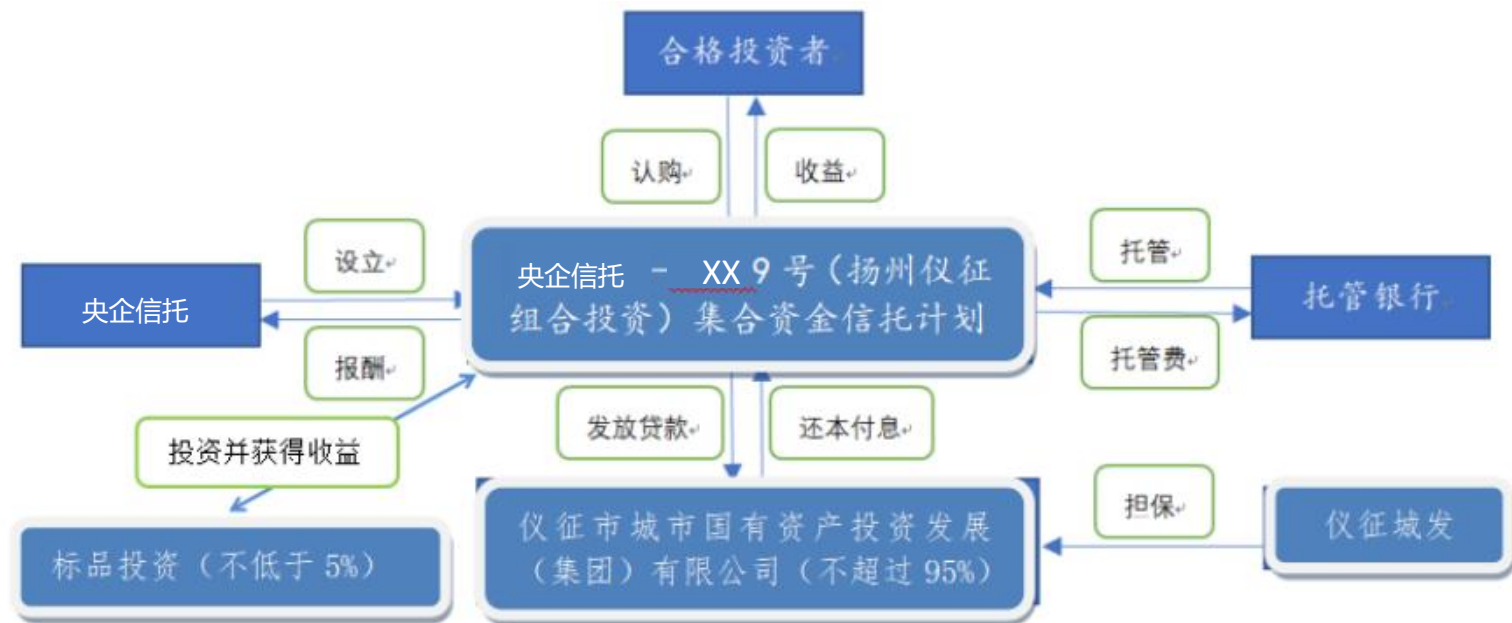 合格投资者
认购
收益
设立
央企信托
报酬
央企信托 - XX 9 号（扬州仪征
组合投资）集合资金信托计划
托管
托管银行
托管费
投资并获得收益
发放贷款
还本付息
标品投资（不低于 5%）
仪征市城市国有资产投资发展
（集团）有限公司（不超过 95%）
担保
仪征城发